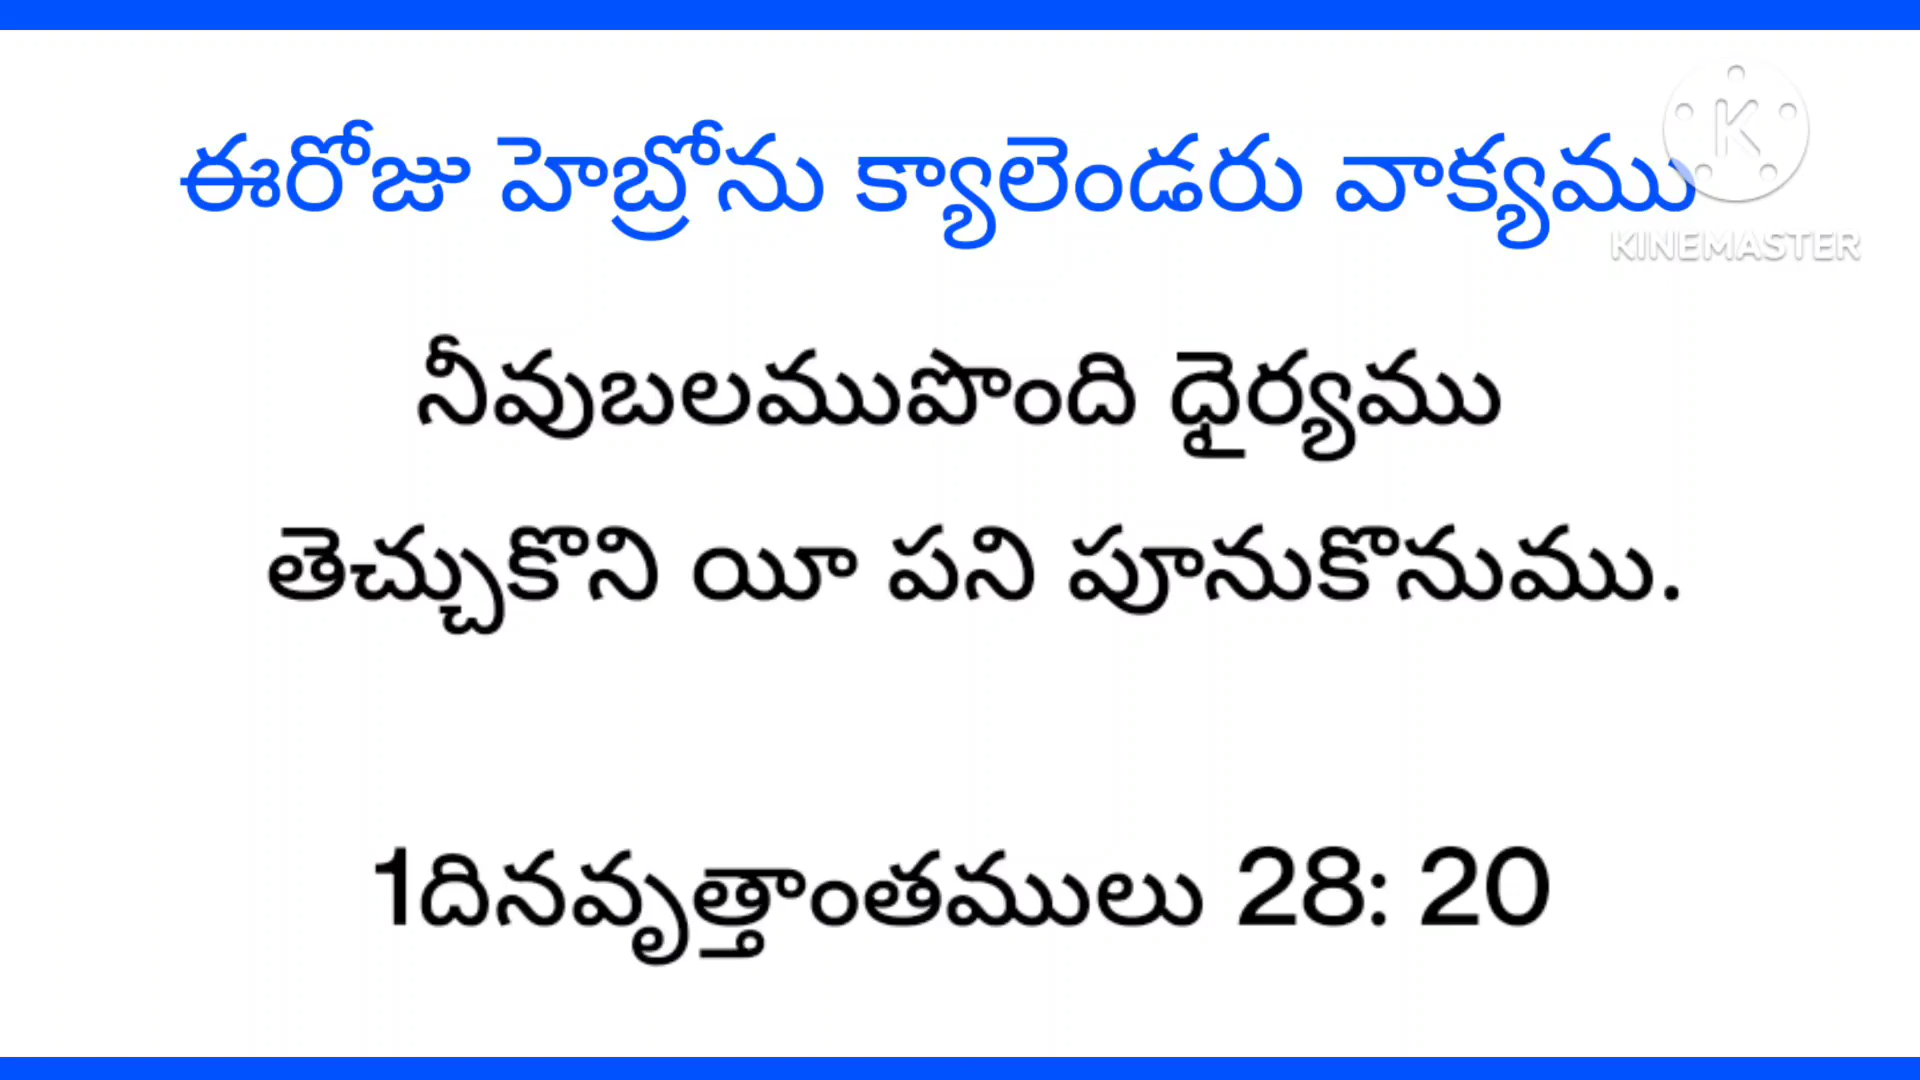 ఈరోజు హెబ్రోను క్యాలెండరు వాక్యము
KINEMASTER
నీవుబలముపొంది ధైర్యము
తెచ్చుకొని యీ పని పూనుకొనుము.
1దినవృత్తాంతములు 28: 20